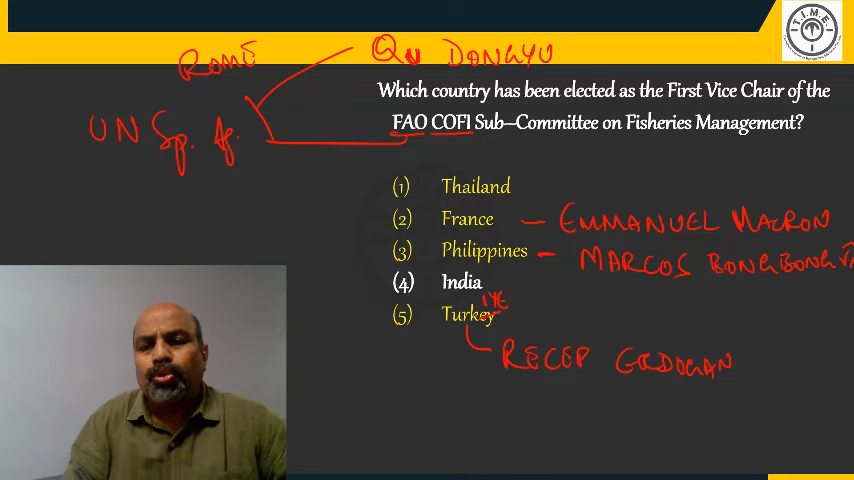 T.I.M.E.
ROME
QU DONGYU
Which country has been elected as the First Vice Chair of the
UN Sp. Ag.
FAO COFI Sub–Committee on Fisheries Management?
(1) Thailand
(2) France — EMMANUEL MACRON
(3) Philippines – MARCOS BONGBONG JR
(4) India
(5) Turkey IYE
RECEP ERDOGAN